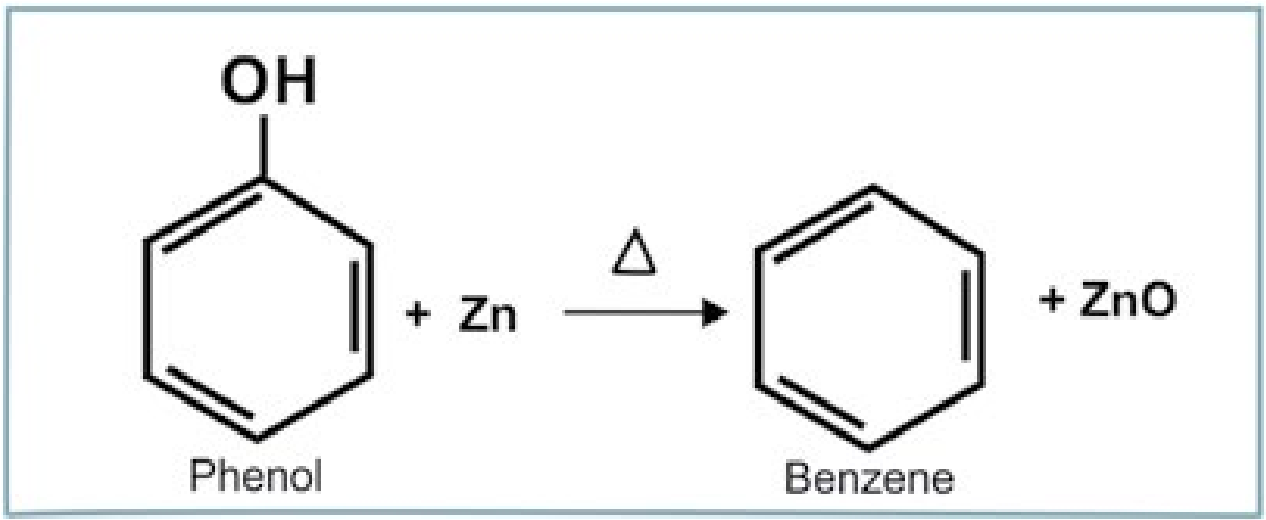 OH
+ Zn
△
+ ZnO
Phenol
Benzene